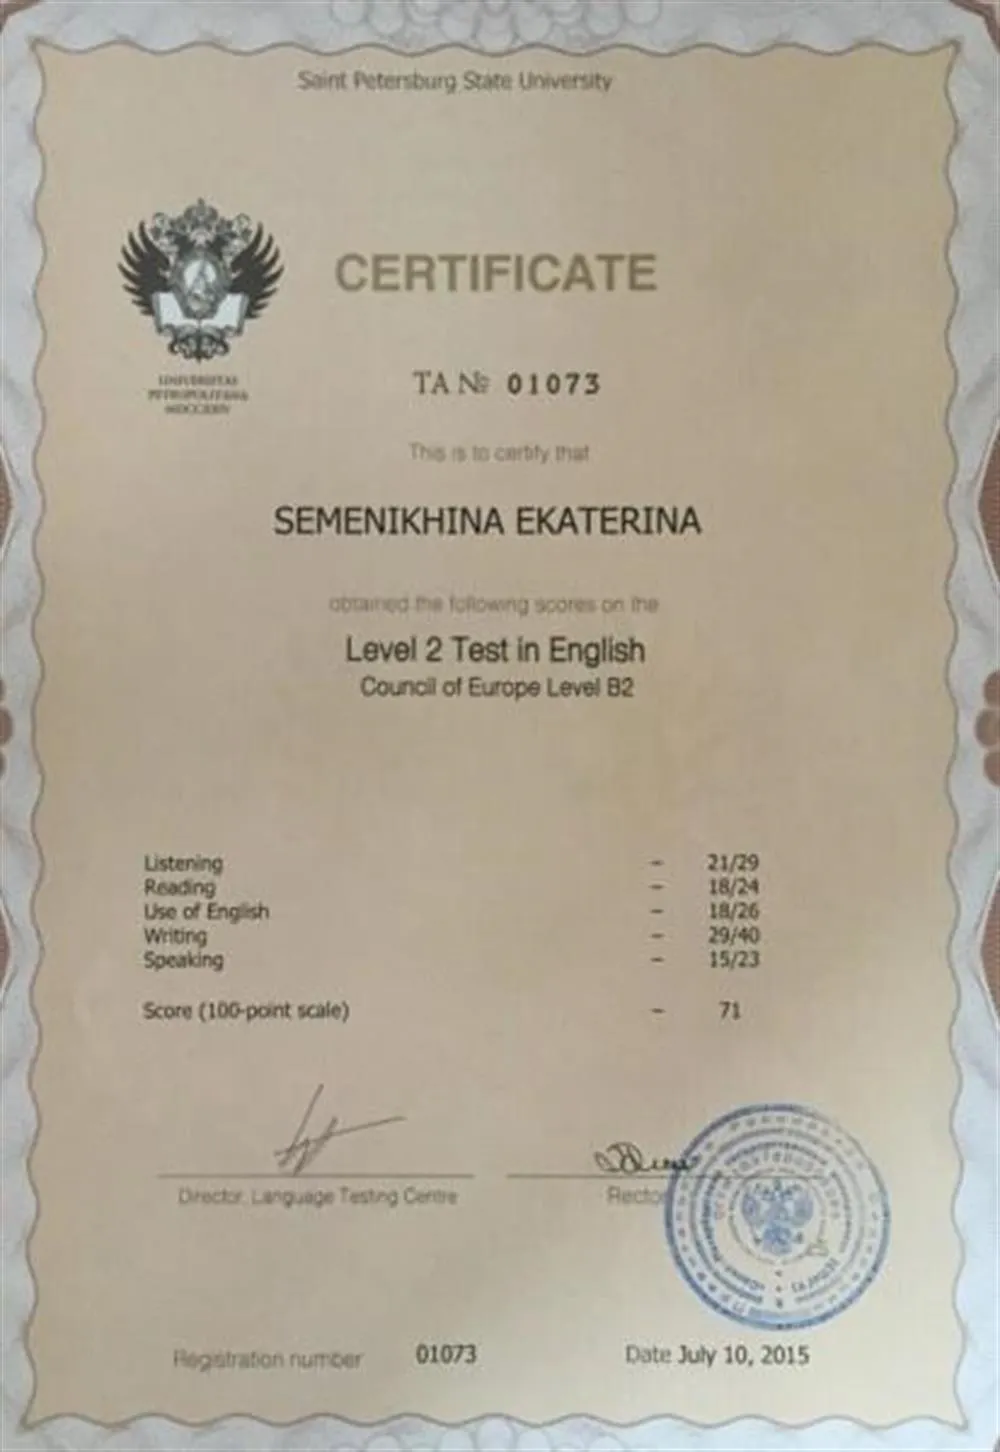 Saint Petersburg State University
CERTIFICATE
UNIVERSITAS
PETROPOLITANA
MDCCXXIV
TA № 01073
This is to certify that
SEMENIKHINA EKATERINA
obtained the following scores on the
Level 2 Test in English
Council of Europe Level B2
Listening – 21/29
Reading – 18/24
Use of English – 18/26
Writing – 29/40
Speaking – 15/23
Score (100-point scale) – 71
Director, Language Testing Centre
Rector
Registration number 01073
Date July 10, 2015